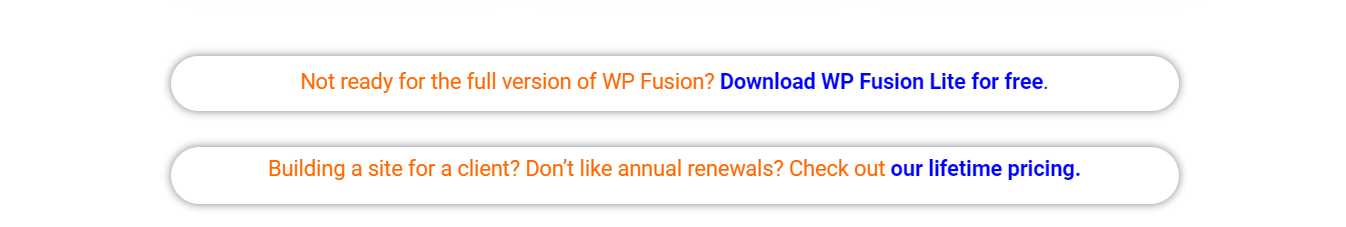 Not ready for the full version of WP Fusion? Download WP Fusion Lite for free.
Building a site for a client? Don’t like annual renewals? Check out our lifetime pricing.